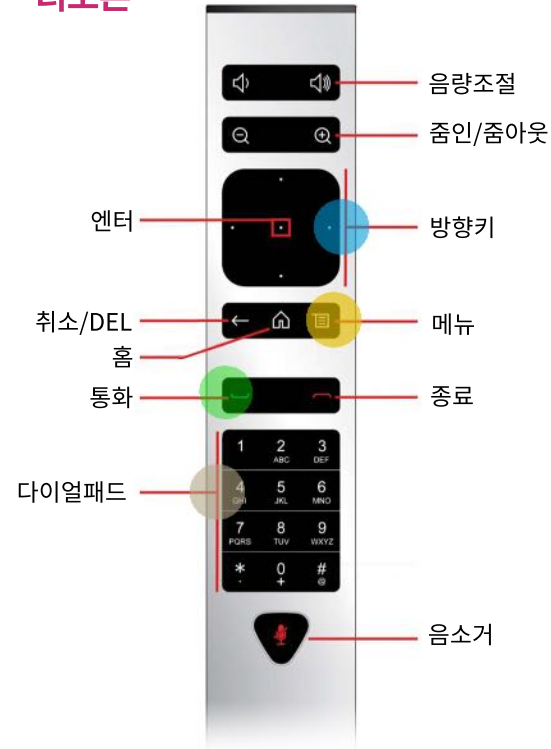 음량조절
줌인/줌아웃
엔터
방향키
취소/DEL
메뉴
홈
통화
종료
다이얼패드
1 2 3
ABC DEF
4 5 6
GHI JKL MNO
7 8 9
PQRS TUV WXYZ
* 0 #
. + @
음소거